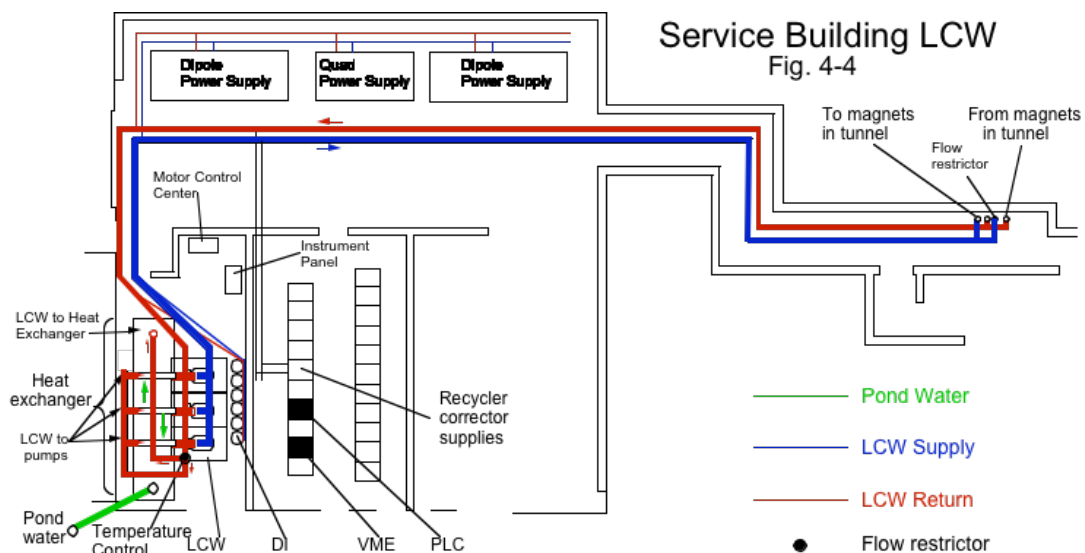 Service Building LCW
Fig. 4-4
Dipole
Power Supply
Quad
Power Supply
Dipole
Power Supply
To magnets
in tunnel
From magnets
in tunnel
Flow
restrictor
Motor Control
Center
Instrument
Panel
LCW to Heat
Exchanger
Heat
exchanger
LCW to
pumps
Recycler
corrector
supplies
Pond
water
Temperature
Control
LCW
DI
VME
PLC
Pond Water
LCW Supply
LCW Return
Flow restrictor